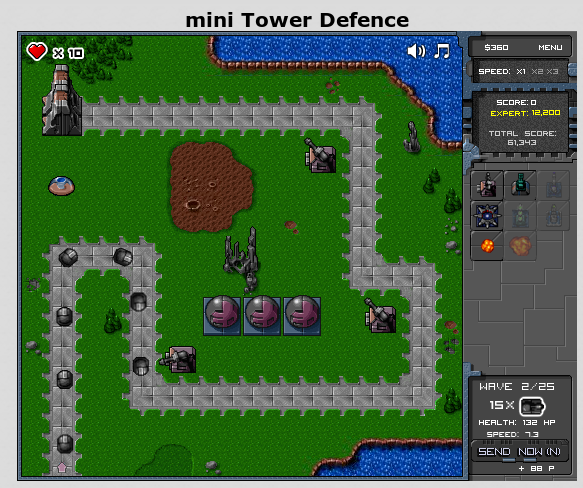 mini Tower Defence
x 10
$360 MENU
SPEED: X1 X2 X3
SCORE: 0
EXPERT: 12,200
TOTAL SCORE:
61,343
WAVE 2/25
15X
HEALTH: 132 HP
SPEED: 7.3
SEND NOW (N)
+ 88 P